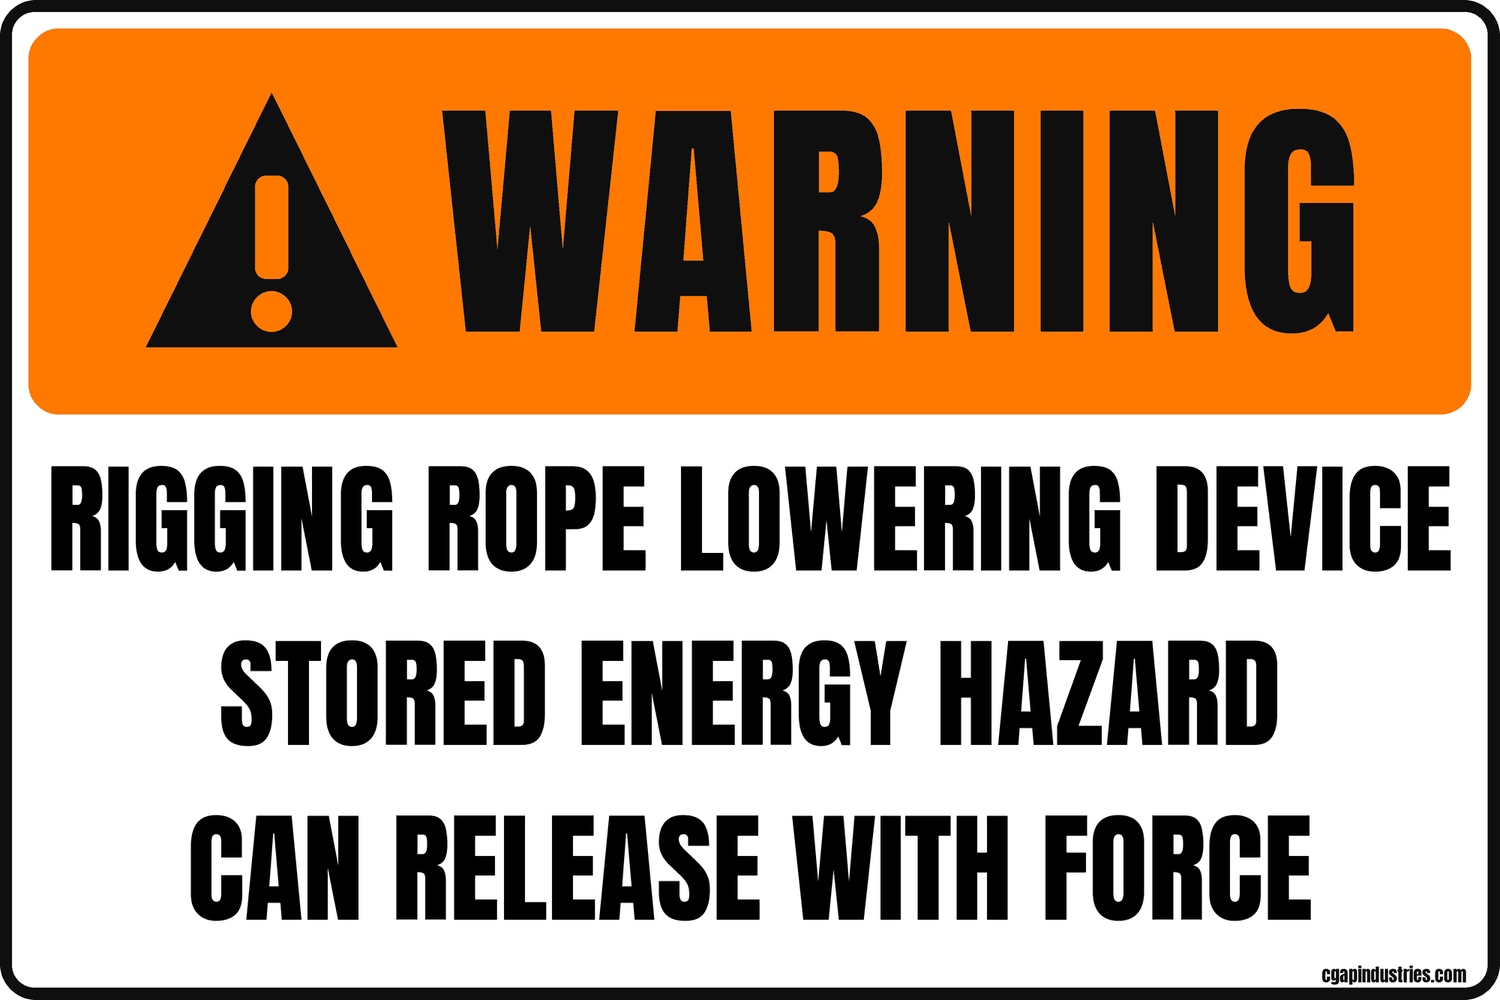 WARNING
RIGGING ROPE LOWERING DEVICE
STORED ENERGY HAZARD
CAN RELEASE WITH FORCE
cgapindustries.com